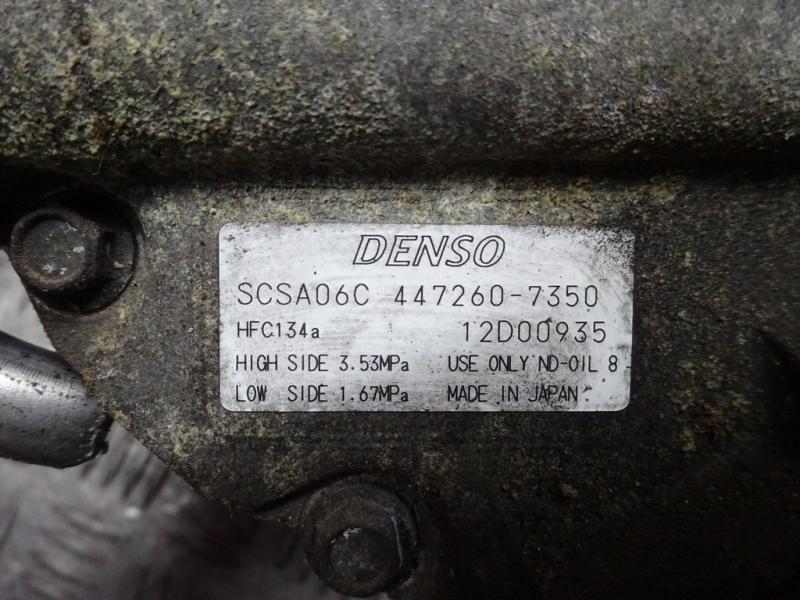 DENSO
SCSA06C 447260-7350
HFC134a 12D00935
HIGH SIDE 3.53MPa USE ONLY ND-OIL 8
LOW SIDE 1.67MPa MADE IN JAPAN